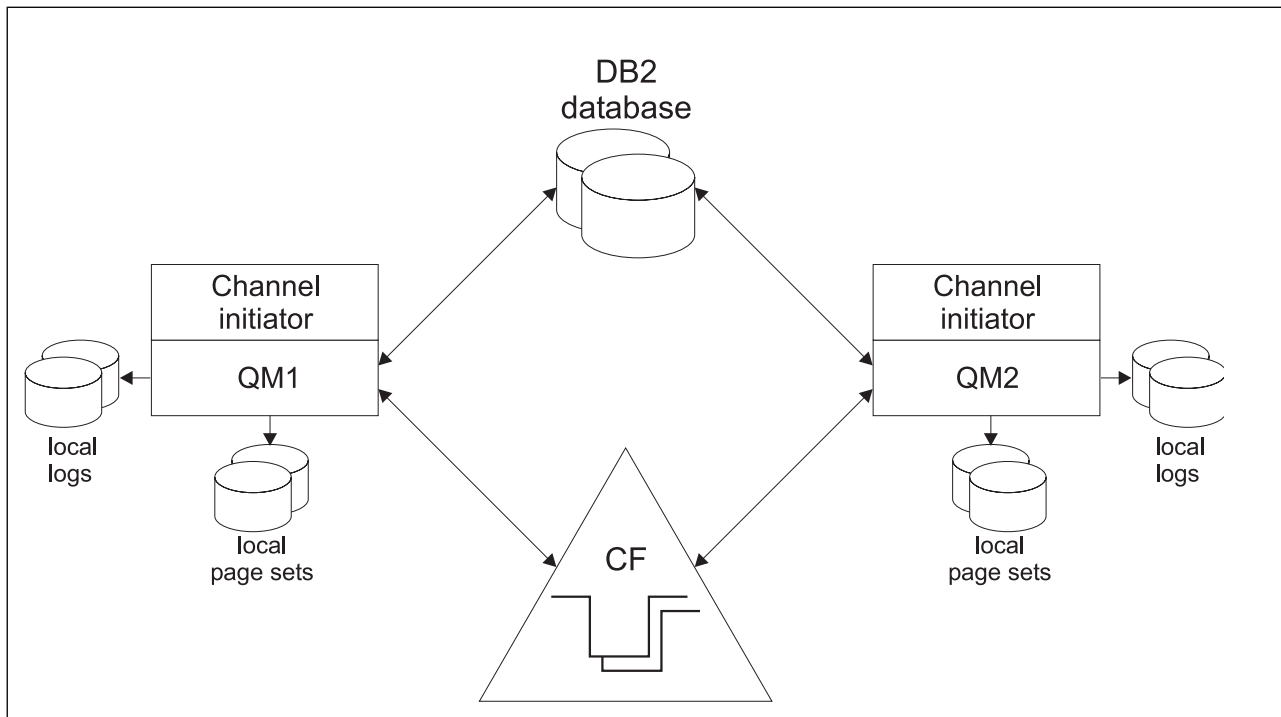 DB2
database
Channel
initiator
QM1
local
logs
local
page sets
Channel
initiator
QM2
local
logs
local
page sets
CF